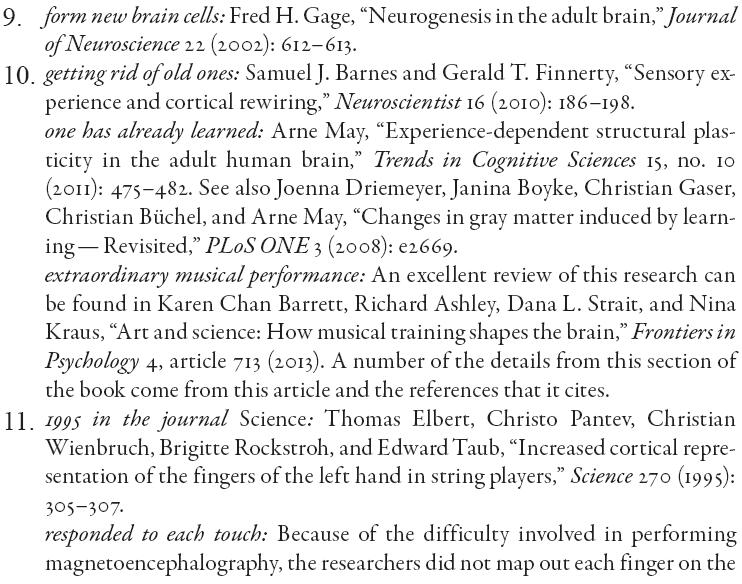 9. form new brain cells: Fred H. Gage, “Neurogenesis in the adult brain,” Journal
of Neuroscience 22 (2002): 612–613.
10. getting rid of old ones: Samuel J. Barnes and Gerald T. Finnerty, “Sensory ex-
perience and cortical rewiring,” Neuroscientist 16 (2010): 186–198.
one has already learned: Arne May, “Experience-dependent structural plas-
ticity in the adult human brain,” Trends in Cognitive Sciences 15, no. 10
(2011): 475–482. See also Joenna Driemeyer, Janina Boyke, Christian Gaser,
Christian Büchel, and Arne May, “Changes in gray matter induced by learn-
ing — Revisited,” PLoS ONE 3 (2008): e2669.
extraordinary musical performance: An excellent review of this research can
be found in Karen Chan Barrett, Richard Ashley, Dana L. Strait, and Nina
Kraus, “Art and science: How musical training shapes the brain,” Frontiers in
Psychology 4, article 713 (2013). A number of the details from this section of
the book come from this article and the references that it cites.
11. 1995 in the journal Science: Thomas Elbert, Christo Pantev, Christian
Wienbruch, Brigitte Rockstroh, and Edward Taub, “Increased cortical repre-
sentation of the fingers of the left hand in string players,” Science 270 (1995):
305–307.
responded to each touch: Because of the difficulty involved in performing
magnetoencephalography, the researchers did not map out each finger on the